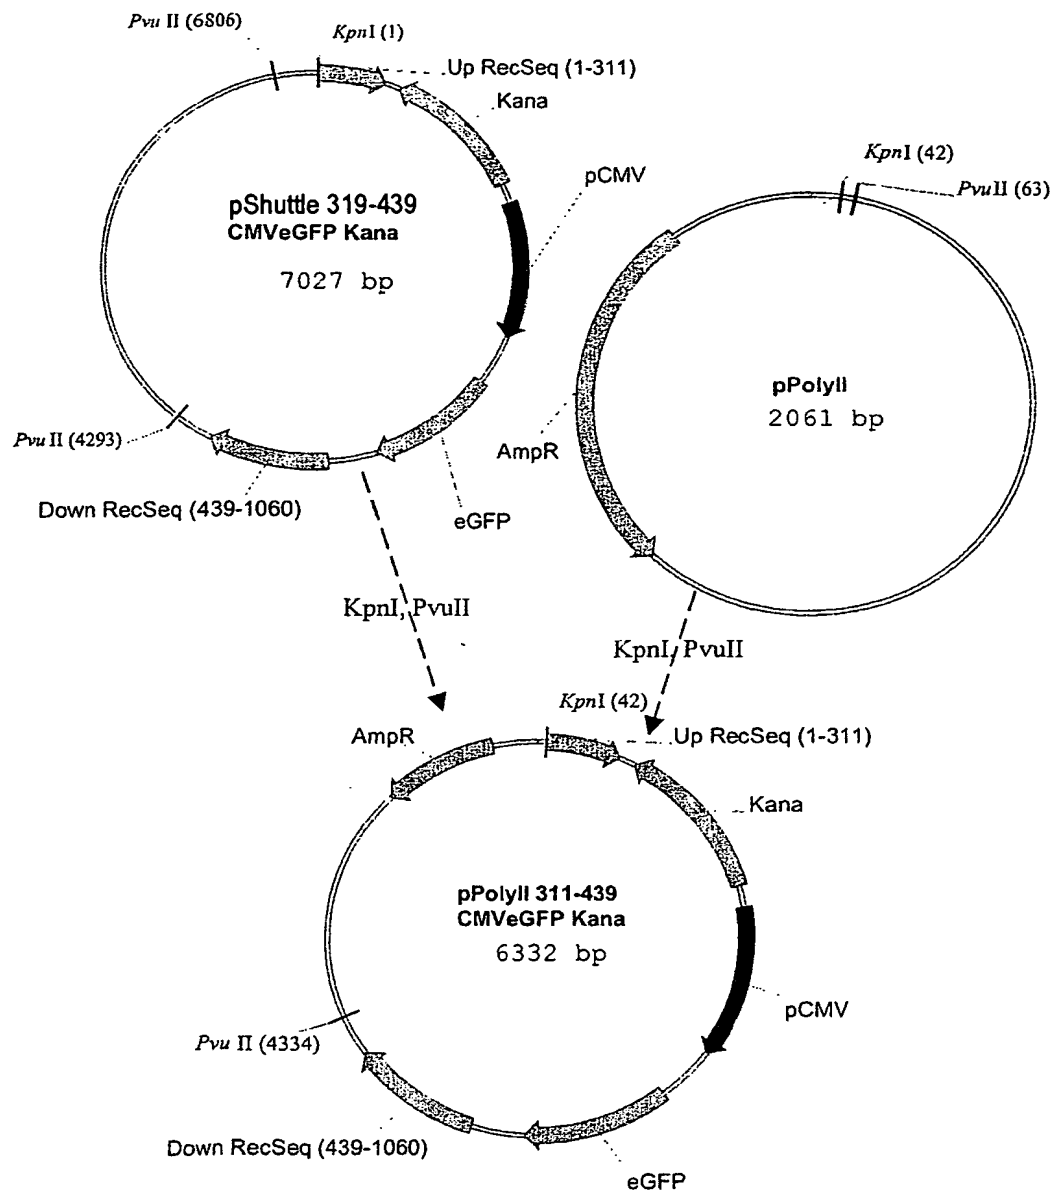 Pvu II (6806)
KpnI (1)
Up RecSeq (1-311)
Kana
pCMV
pShuttle 319-439
CMVeGFP Kana
7027 bp
Pvu II (4293)
Down RecSeq (439-1060)
eGFP
KpnI (42)
PvuII (63)
pPolyII
2061 bp
AmpR
KpnI, PvuII
KpnI, PvuII
KpnI (42)
AmpR
Up RecSeq (1-311)
Kana
pPolyII 311-439
CMVeGFP Kana
6332 bp
pCMV
Pvu II (4334)
Down RecSeq (439-1060)
eGFP